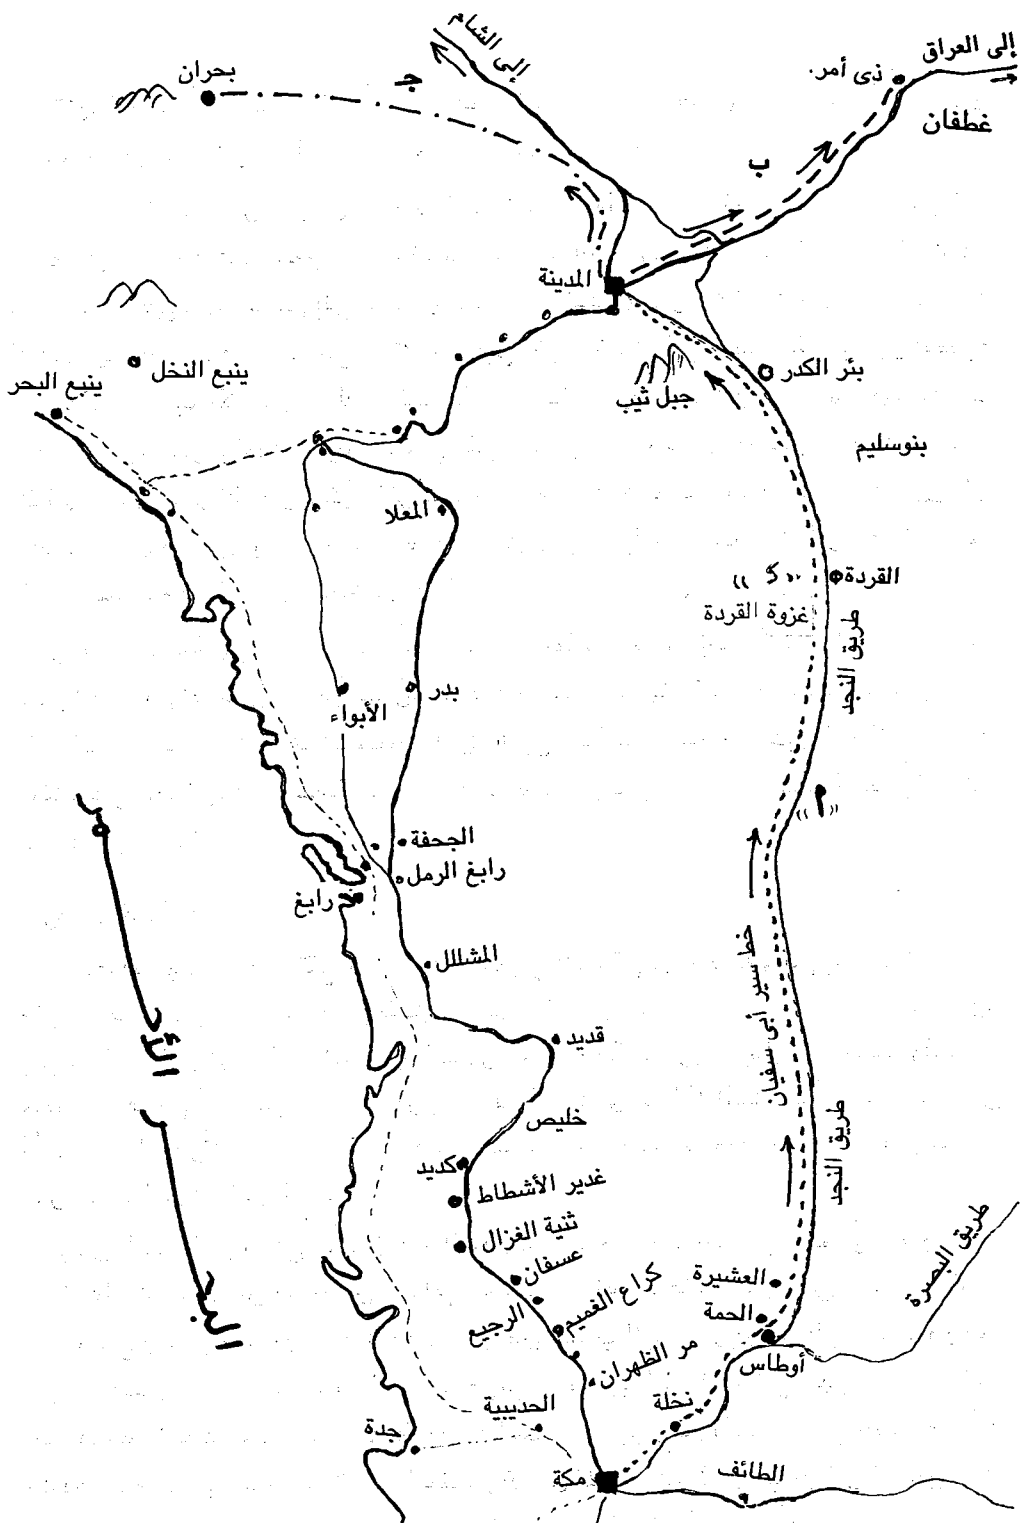 إلى الشام
إلى العراق
ذى أمر.
بحران
جـ
غطفان
ب
المدينة
بئر الكدر
ينبع النخل
ينبع البحر
جبل ثيب
بنوسليم
المعلا
القردة
"د"
غزوة القردة
طريق النجد
بدر
الأبواء
"أ"
الجحفة
رابغ الرمل
رابغ
المشلل
خط سير أبى سفيان
قديد
خليص
طريق النجد
كديد
غدير الأشطاط
ثنية الغزال
عسفان
كراع الغميم
الرجيع
العشيرة
الحمة
طريق البصرة
مر الظهران
أوطاس
نخلة
الحديبية
جدة
مكة
الطائف
البحر الأحمر